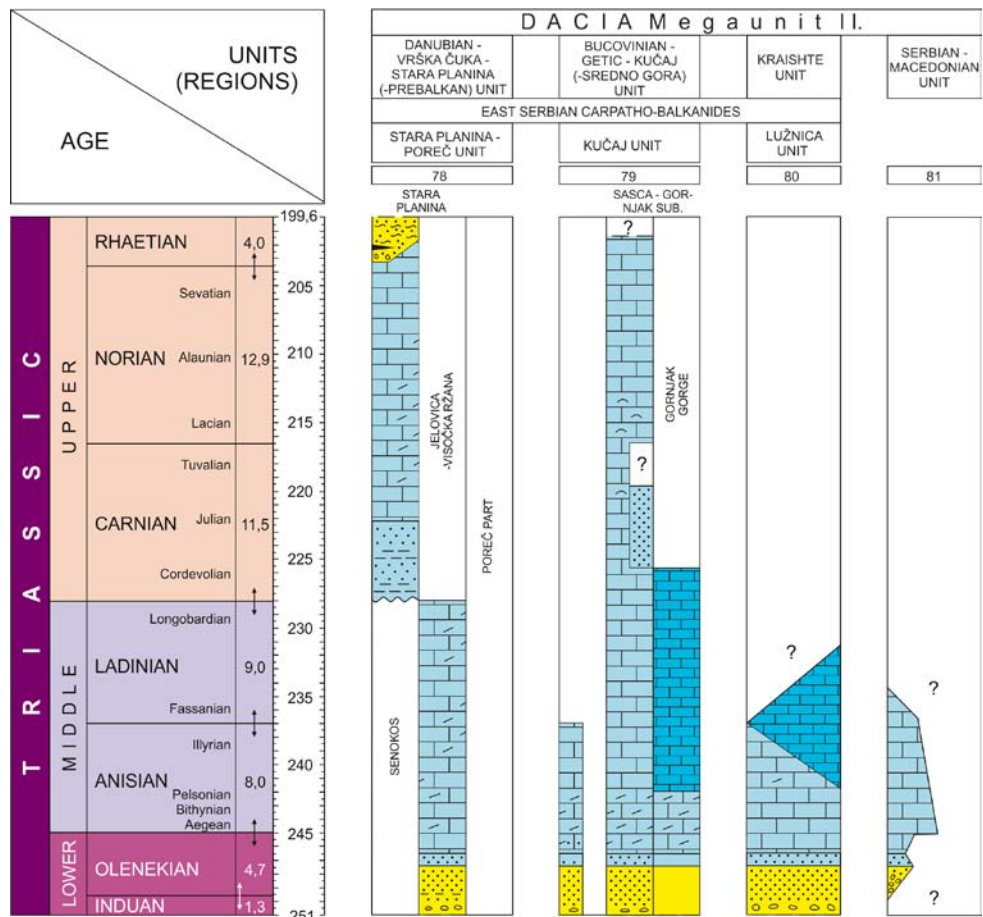 DACIA Megaunit II.
UNITS
(REGIONS)
AGE
DANUBIAN -
VRŠKA ČUKA -
STARA PLANINA
(-PREBALKAN) UNIT
BUCOVINIAN -
GETIC - KUČAJ
(-SREDNO GORA)
UNIT
KRAISHTE
UNIT
SERBIAN -
MACEDONIAN
UNIT
EAST SERBIAN CARPATHO-BALKANIDES
STARA PLANINA -
POREČ UNIT
KUČAJ UNIT
LUŽNICA
UNIT
78
79
80
81
STARA
PLANINA
SASCA - GOR-
NJAK SUB.
TRIASSIC
UPPER
MIDDLE
LOWER
RHAETIAN
4,0
Sevatian
NORIAN
Alaunian
12,9
Lacian
Tuvalian
CARNIAN
Julian
11,5
Cordevolian
Longobardian
LADINIAN
9,0
Fassanian
Illyrian
ANISIAN
8,0
Pelsonian
Bithynian
Aegean
OLENEKIAN
4,7
INDUAN
1,3
199,6
205
210
215
220
225
230
235
240
245
251
SENOKOS
JELOVICA
-VISOČKA RŽANA
POREČ PART
?
?
GORNJAK
GORGE
?
?
?